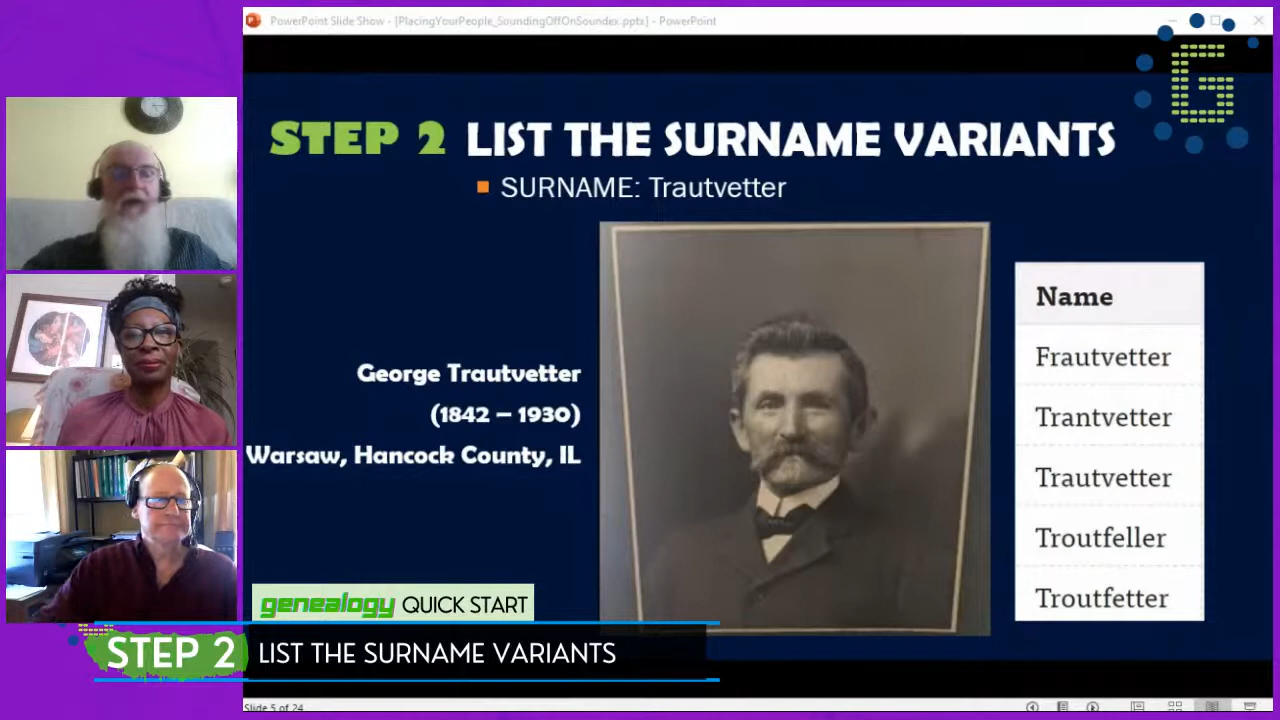 PowerPoint Slide Show - [PlacingYourPeople_SoundingOffOnSoundex.pptx] - PowerPoint
G
STEP 2 LIST THE SURNAME VARIANTS
SURNAME: Trautvetter
George Trautvetter
(1842 – 1930)
Warsaw, Hancock County, IL
Name
Frautvetter
Trantvetter
Trautvetter
Troutfeller
Troutfetter
genealogy QUICK START
STEP 2 LIST THE SURNAME VARIANTS
Slide 5 of 24